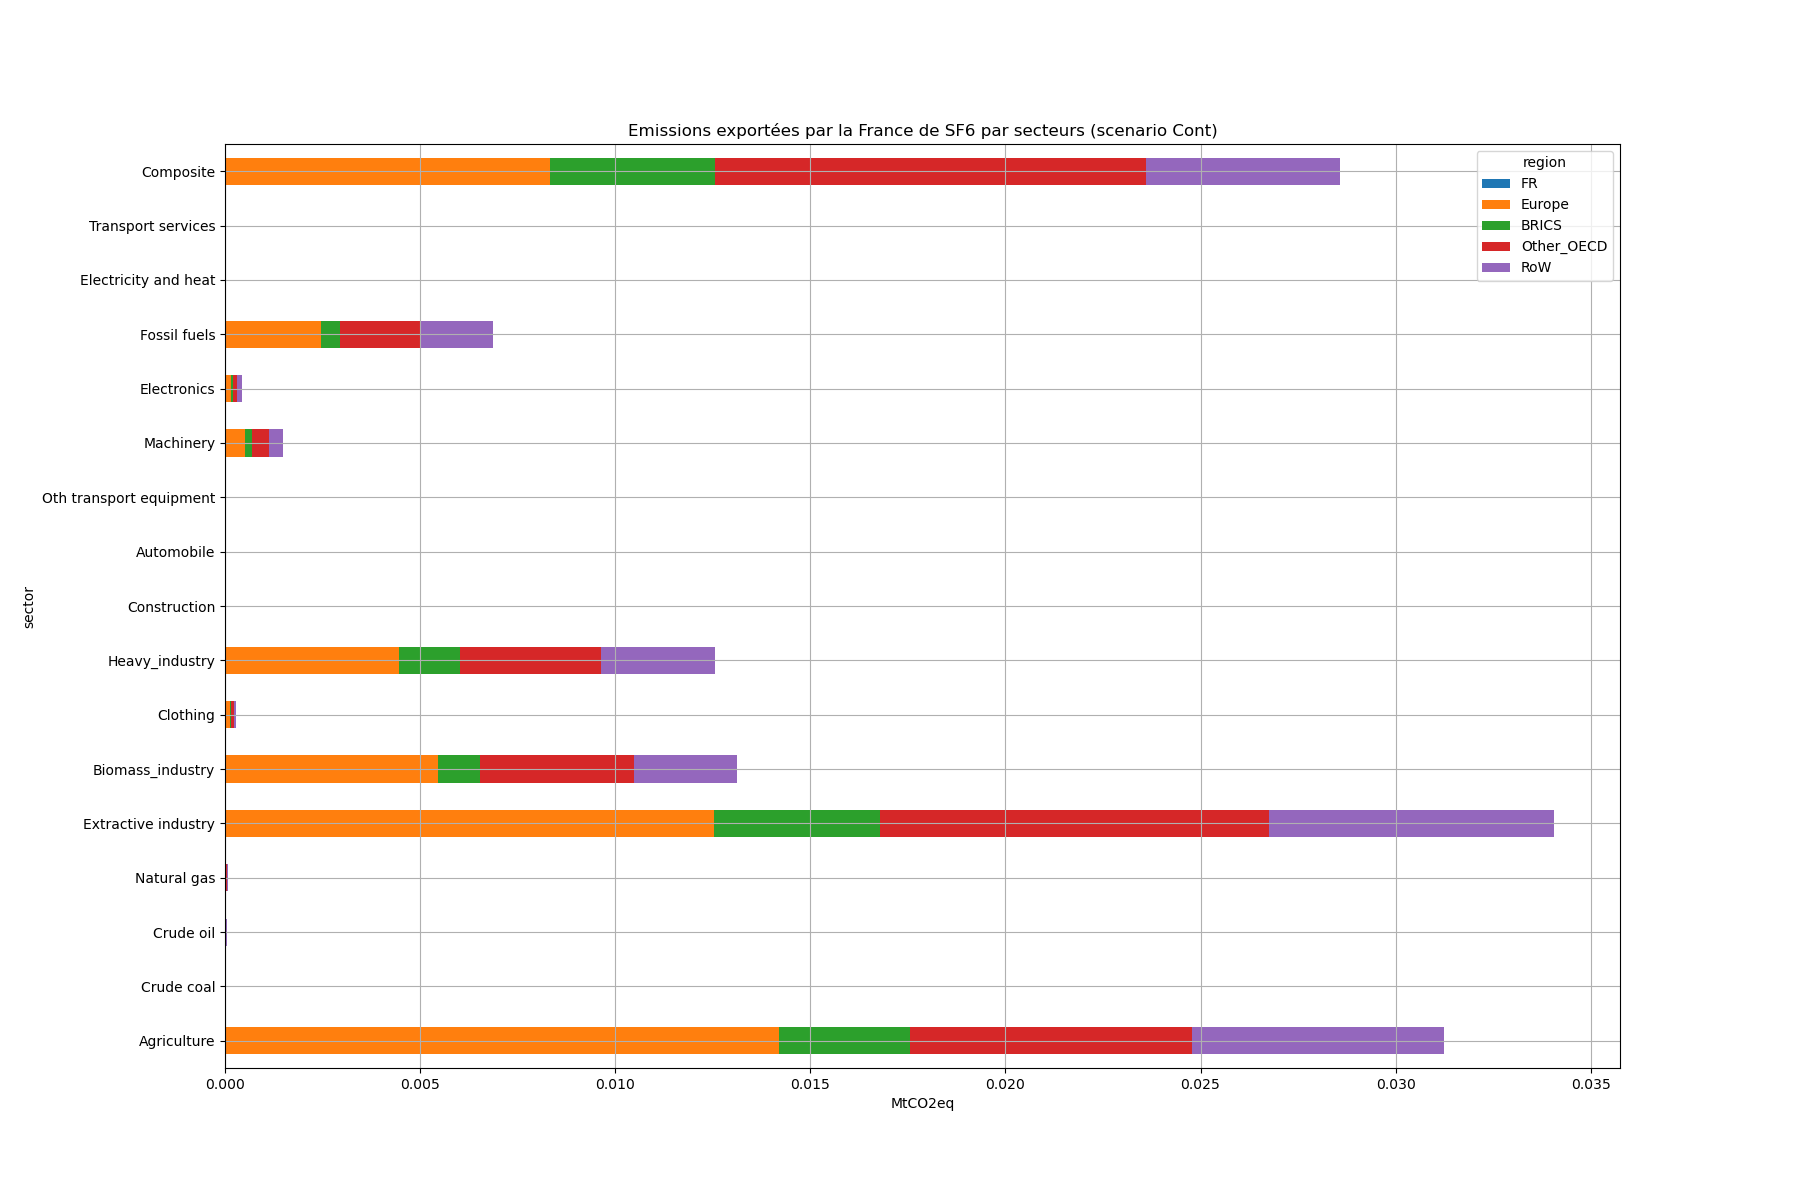 Emissions exportées par la France de SF6 par secteurs (scenario Cont)
region
FR
Europe
BRICS
Other_OECD
RoW
sector
Composite
Transport services
Electricity and heat
Fossil fuels
Electronics
Machinery
Oth transport equipment
Automobile
Construction
Heavy_industry
Clothing
Biomass_industry
Extractive industry
Natural gas
Crude oil
Crude coal
Agriculture
0.000 0.005 0.010 0.015 0.020 0.025 0.030 0.035
MtCO2eq